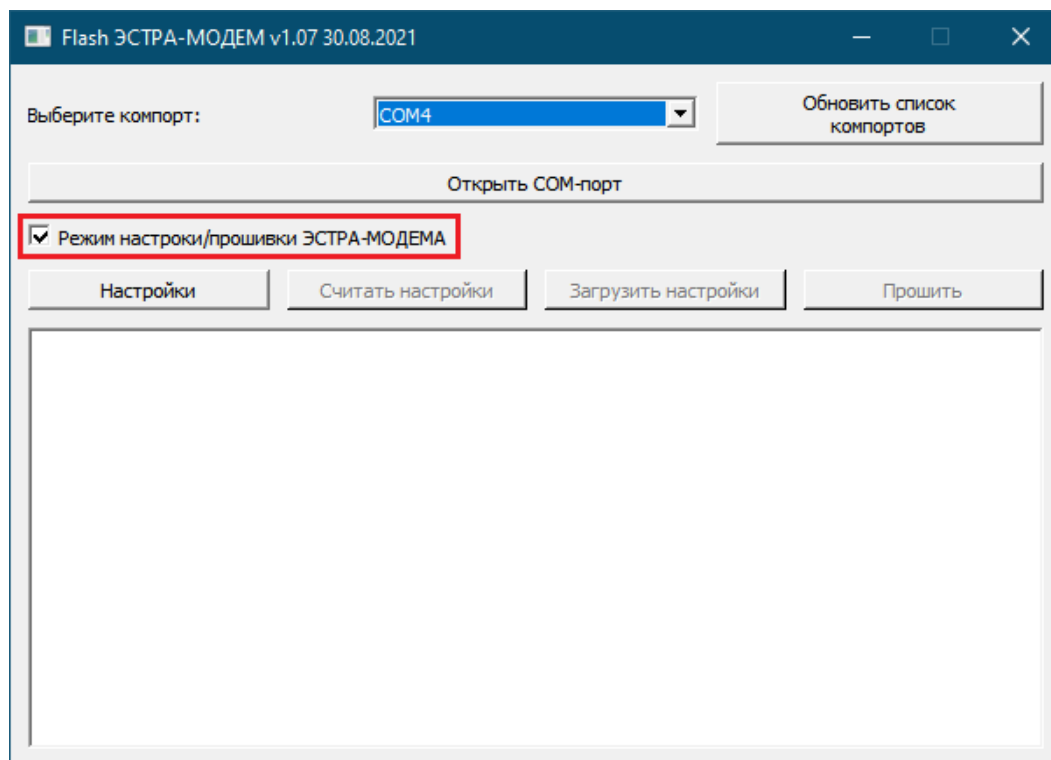 Flash ЭСТРА-МОДЕМ v1.07 30.08.2021
Выберите компорт:
COM4
Обновить список
компортов
Открыть COM-порт
Режим настроки/прошивки ЭСТРА-МОДЕМА
Настройки
Считать настройки
Загрузить настройки
Прошить